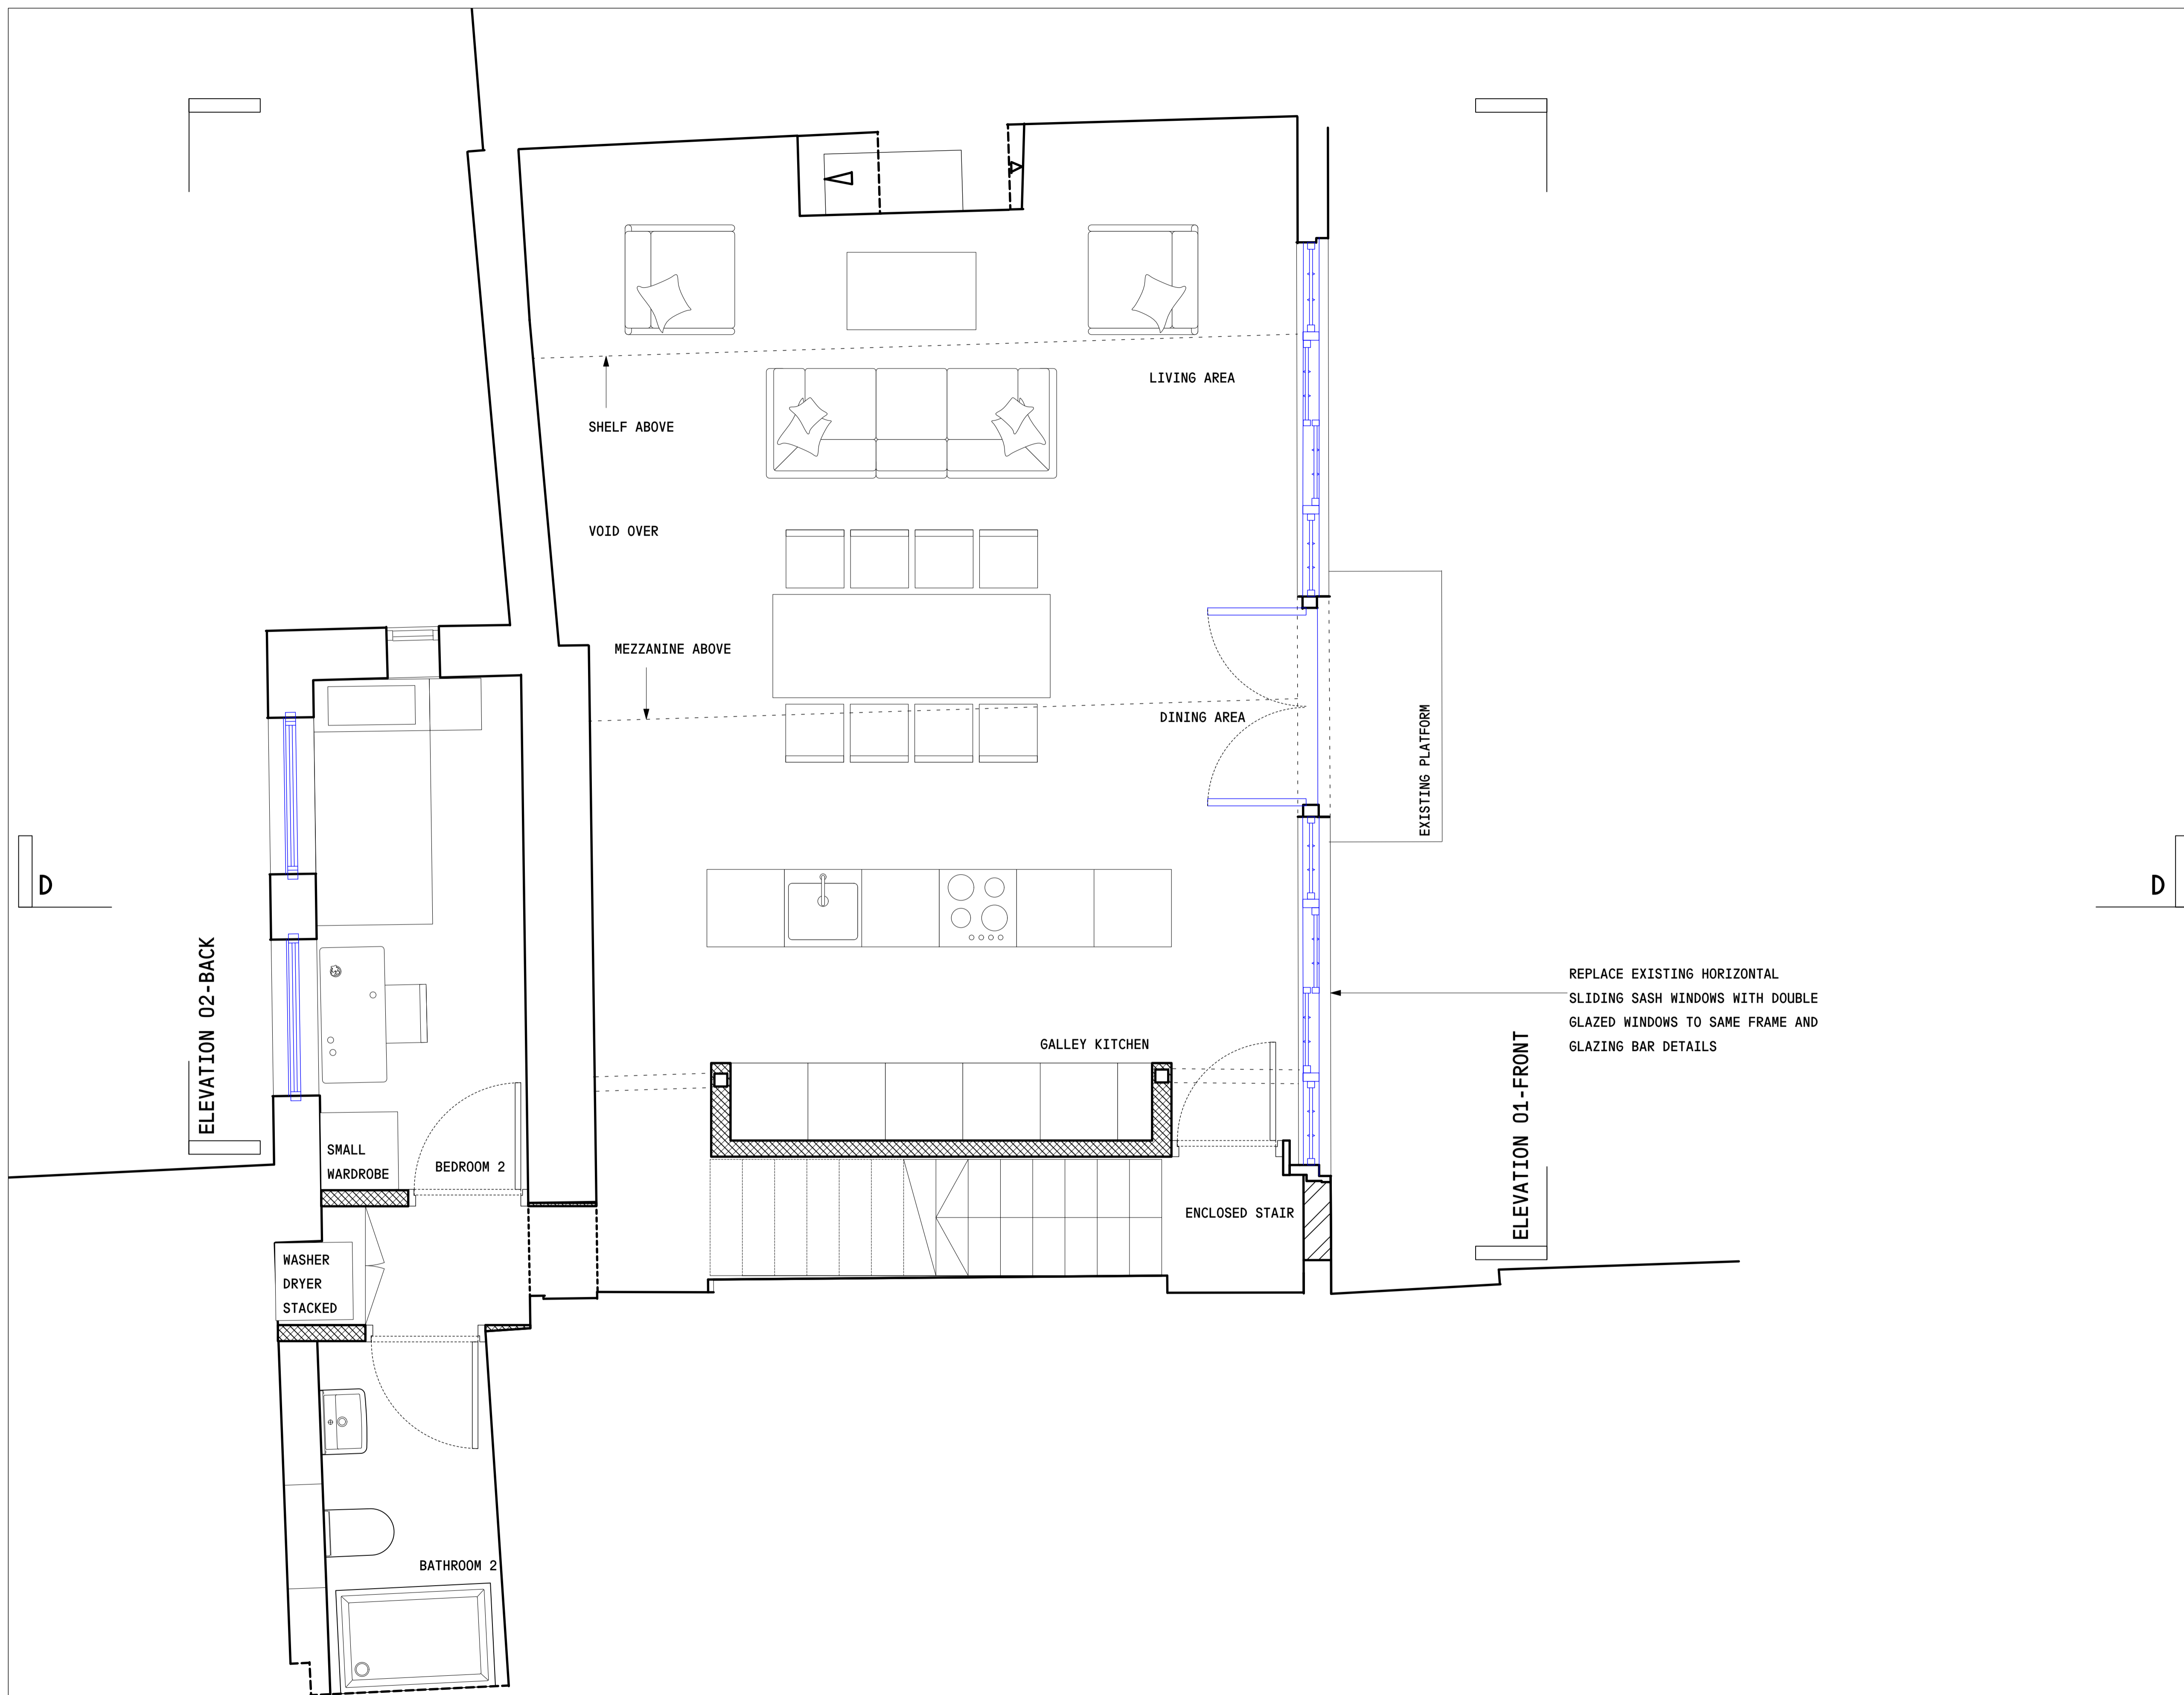 LIVING AREA
SHELF ABOVE
VOID OVER
MEZZANINE ABOVE
DINING AREA
EXISTING PLATFORM
D
D
ELEVATION 02-BACK
REPLACE EXISTING HORIZONTAL
SLIDING SASH WINDOWS WITH DOUBLE
GLAZED WINDOWS TO SAME FRAME AND
GLAZING BAR DETAILS
GALLEY KITCHEN
ELEVATION 01-FRONT
SMALL
WARDROBE
BEDROOM 2
ENCLOSED STAIR
WASHER
DRYER
STACKED
BATHROOM 2